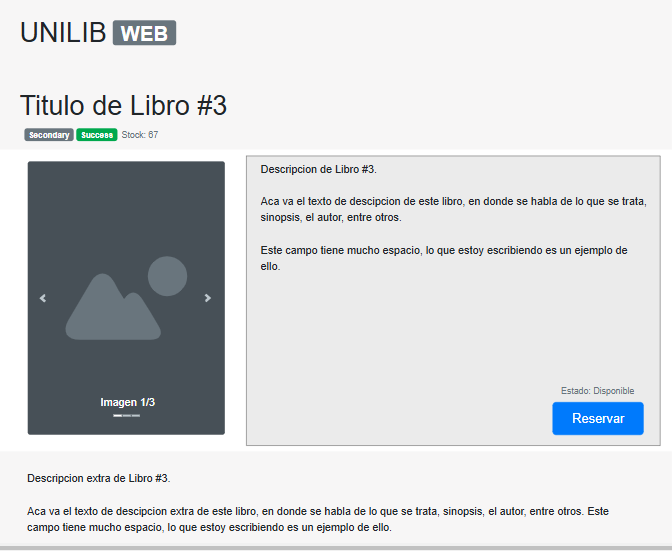 UNILIB WEB
Titulo de Libro #3
Secondary Success Stock: 67
Descripcion de Libro #3.
Aca va el texto de descipcion de este libro, en donde se habla de lo que se trata,
sinopsis, el autor, entre otros.
Este campo tiene mucho espacio, lo que estoy escribiendo es un ejemplo de
ello.
Imagen 1/3
Estado: Disponible
Reservar
Descripcion extra de Libro #3.
Aca va el texto de descipcion extra de este libro, en donde se habla de lo que se trata, sinopsis, el autor, entre otros. Este
campo tiene mucho espacio, lo que estoy escribiendo es un ejemplo de ello.